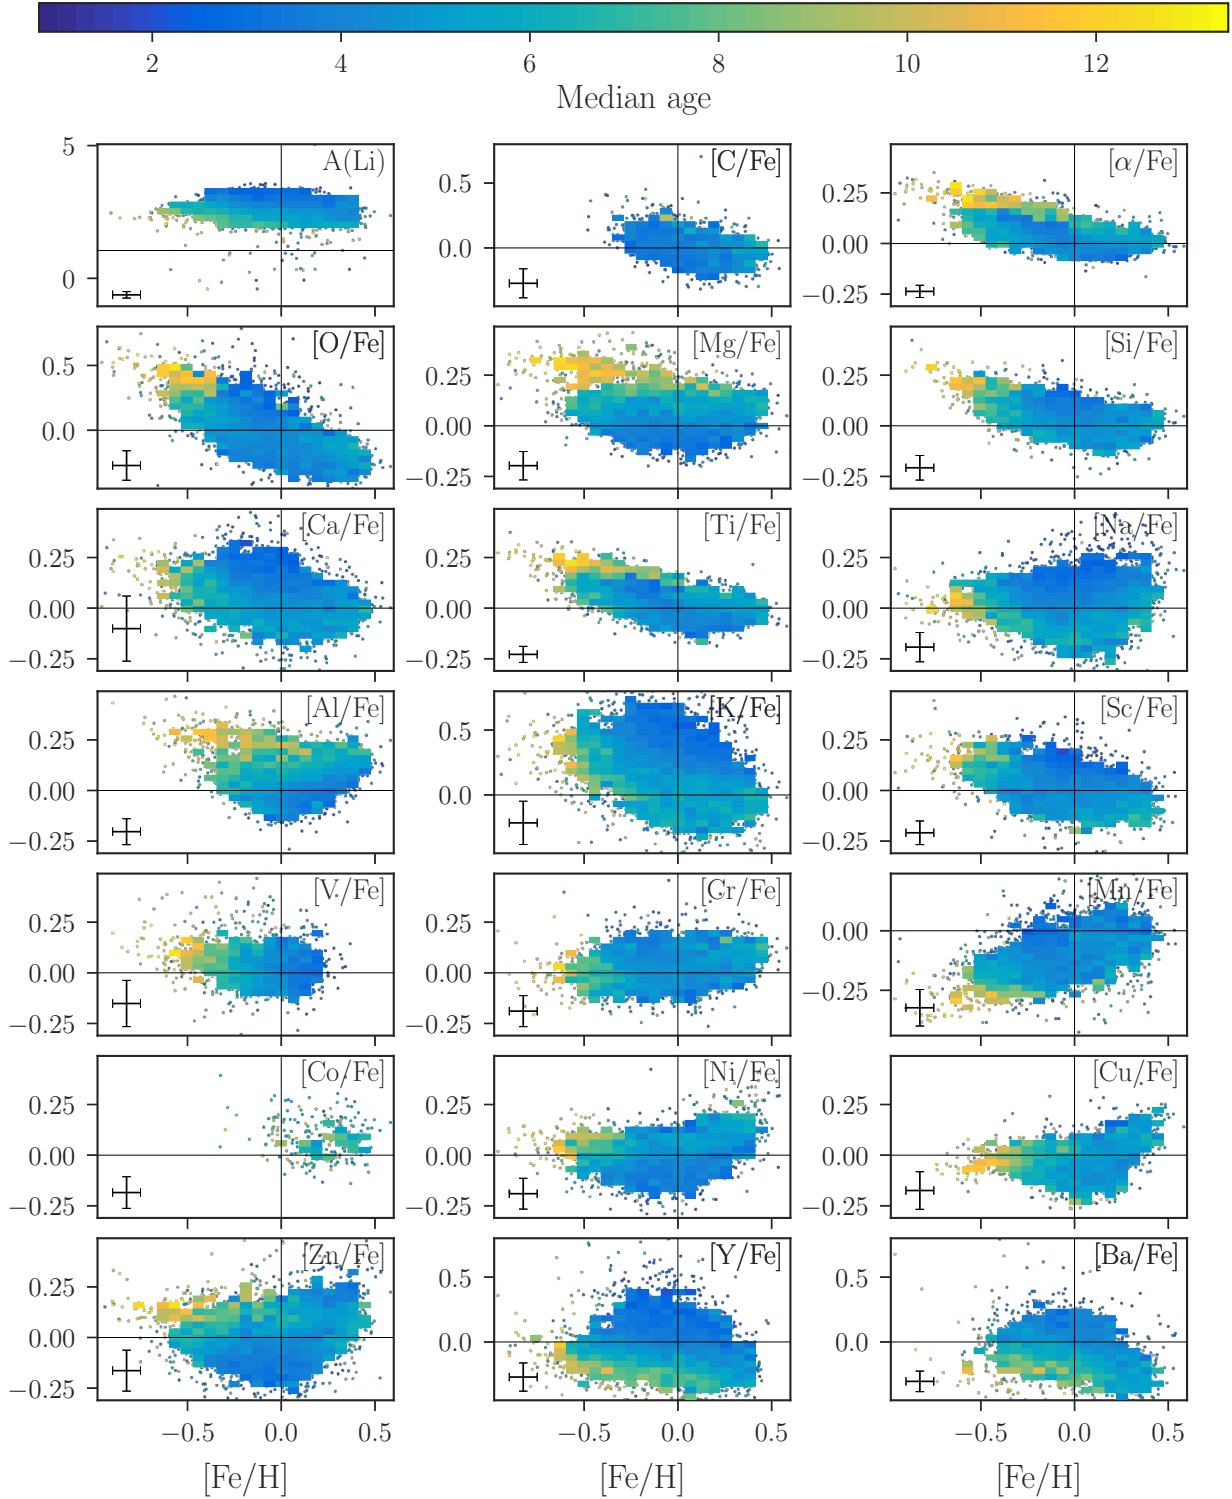 2 4 6 8 10 12
Median age
5
0
A(Li)
0.5
0.0
[C/Fe]
0.25
0.00
−0.25
[α/Fe]
0.5
0.0
[O/Fe]
0.25
0.00
−0.25
[Mg/Fe]
0.25
0.00
−0.25
[Si/Fe]
0.25
0.00
−0.25
[Ca/Fe]
0.25
0.00
−0.25
[Ti/Fe]
0.25
0.00
−0.25
[Na/Fe]
0.25
0.00
−0.25
[Al/Fe]
0.5
0.0
[K/Fe]
0.25
0.00
−0.25
[Sc/Fe]
0.25
0.00
−0.25
[V/Fe]
0.25
0.00
−0.25
[Cr/Fe]
0.00
−0.25
[Mn/Fe]
0.25
0.00
−0.25
[Co/Fe]
0.25
0.00
−0.25
[Ni/Fe]
0.25
0.00
−0.25
[Cu/Fe]
0.25
0.00
−0.25
[Zn/Fe]
0.5
0.0
[Y/Fe]
0.5
0.0
[Ba/Fe]
−0.5 0.0 0.5 −0.5 0.0 0.5 −0.5 0.0 0.5
[Fe/H] [Fe/H] [Fe/H]